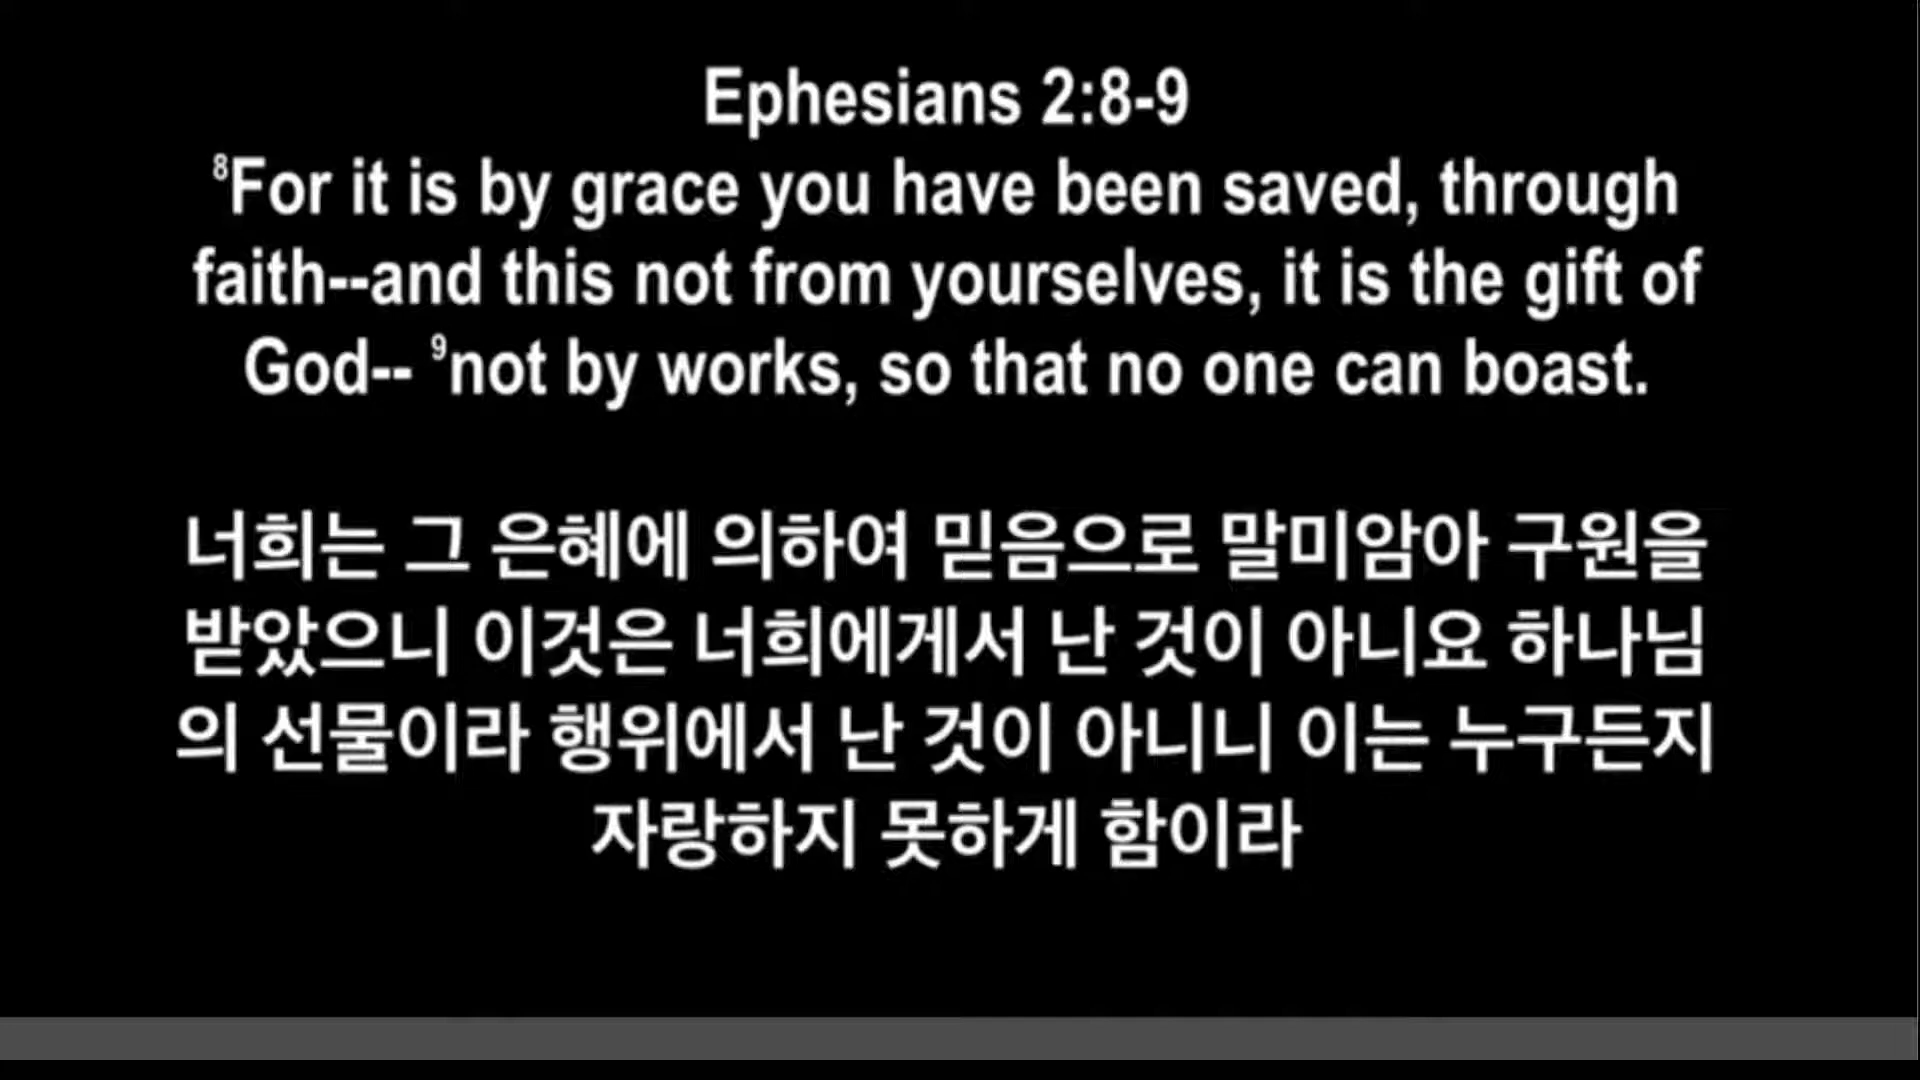 Ephesians 2:8-9
⁸For it is by grace you have been saved, through
faith--and this not from yourselves, it is the gift of
God-- ⁹not by works, so that no one can boast.
너희는 그 은혜에 의하여 믿음으로 말미암아 구원을
받았으니 이것은 너희에게서 난 것이 아니요 하나님
의 선물이라 행위에서 난 것이 아니니 이는 누구든지
자랑하지 못하게 함이라